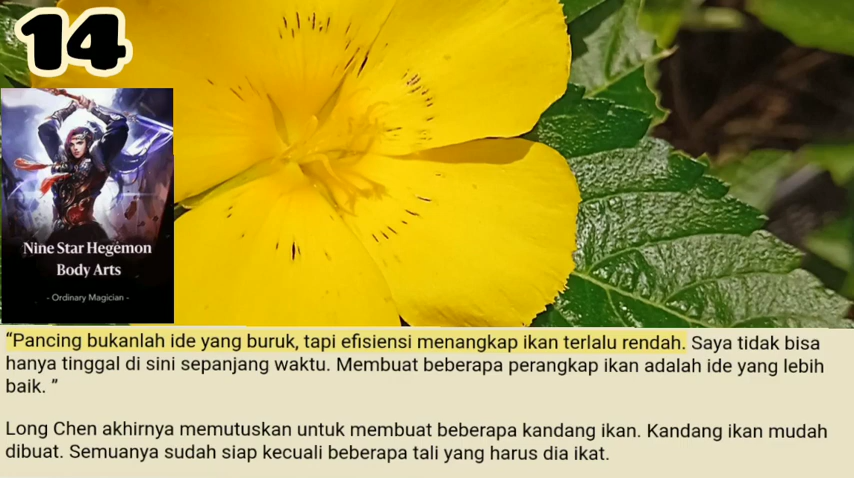 14
Nine Star Hegemon
Body Arts
- Ordinary Magician -
“Pancing bukanlah ide yang buruk, tapi efisiensi menangkap ikan terlalu rendah. Saya tidak bisa
hanya tinggal di sini sepanjang waktu. Membuat beberapa perangkap ikan adalah ide yang lebih
baik. ”
Long Chen akhirnya memutuskan untuk membuat beberapa kandang ikan. Kandang ikan mudah
dibuat. Semuanya sudah siap kecuali beberapa tali yang harus dia ikat.